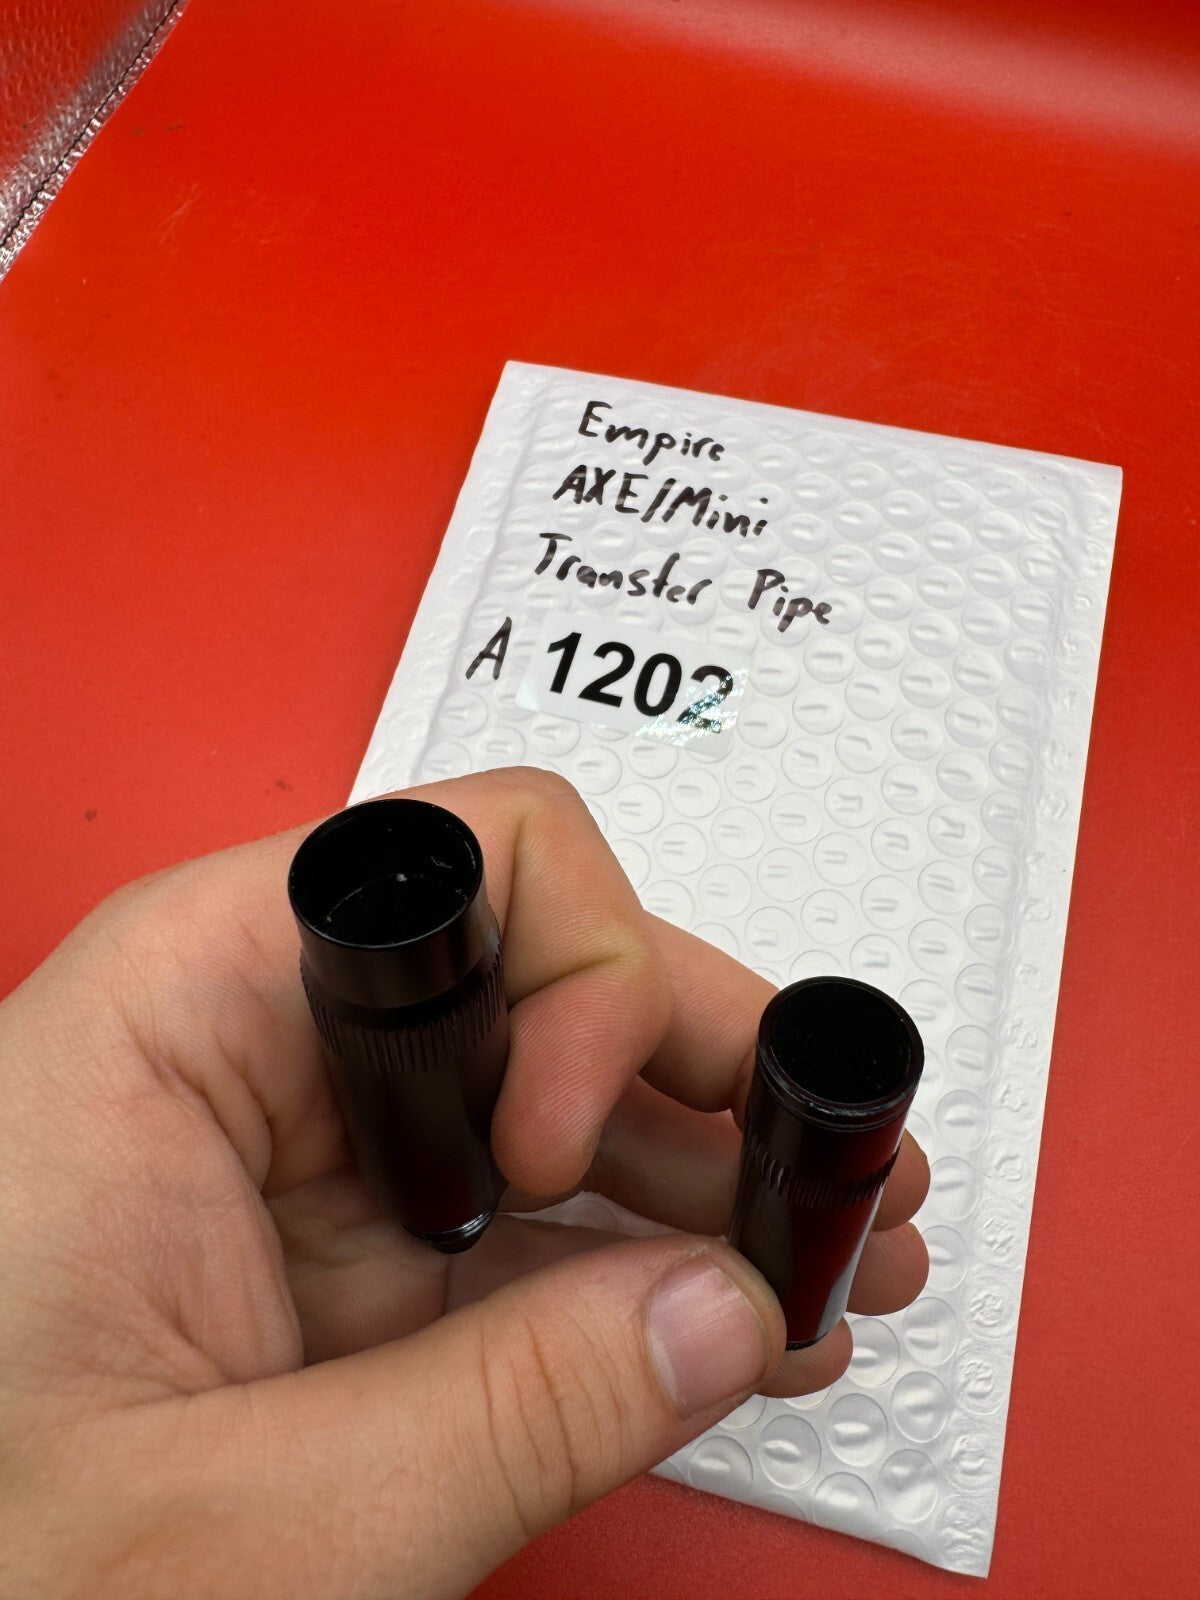 Empire
AXE/Mini
Transfer Pipe
A 1202